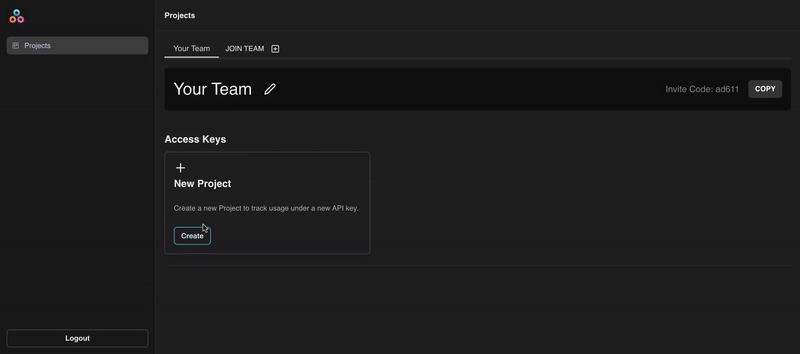 Projects
Projects
Your Team JOIN TEAM
Your Team
Invite Code: ad611 COPY
Access Keys
New Project
Create a new Project to track usage under a new API key.
Create
Logout